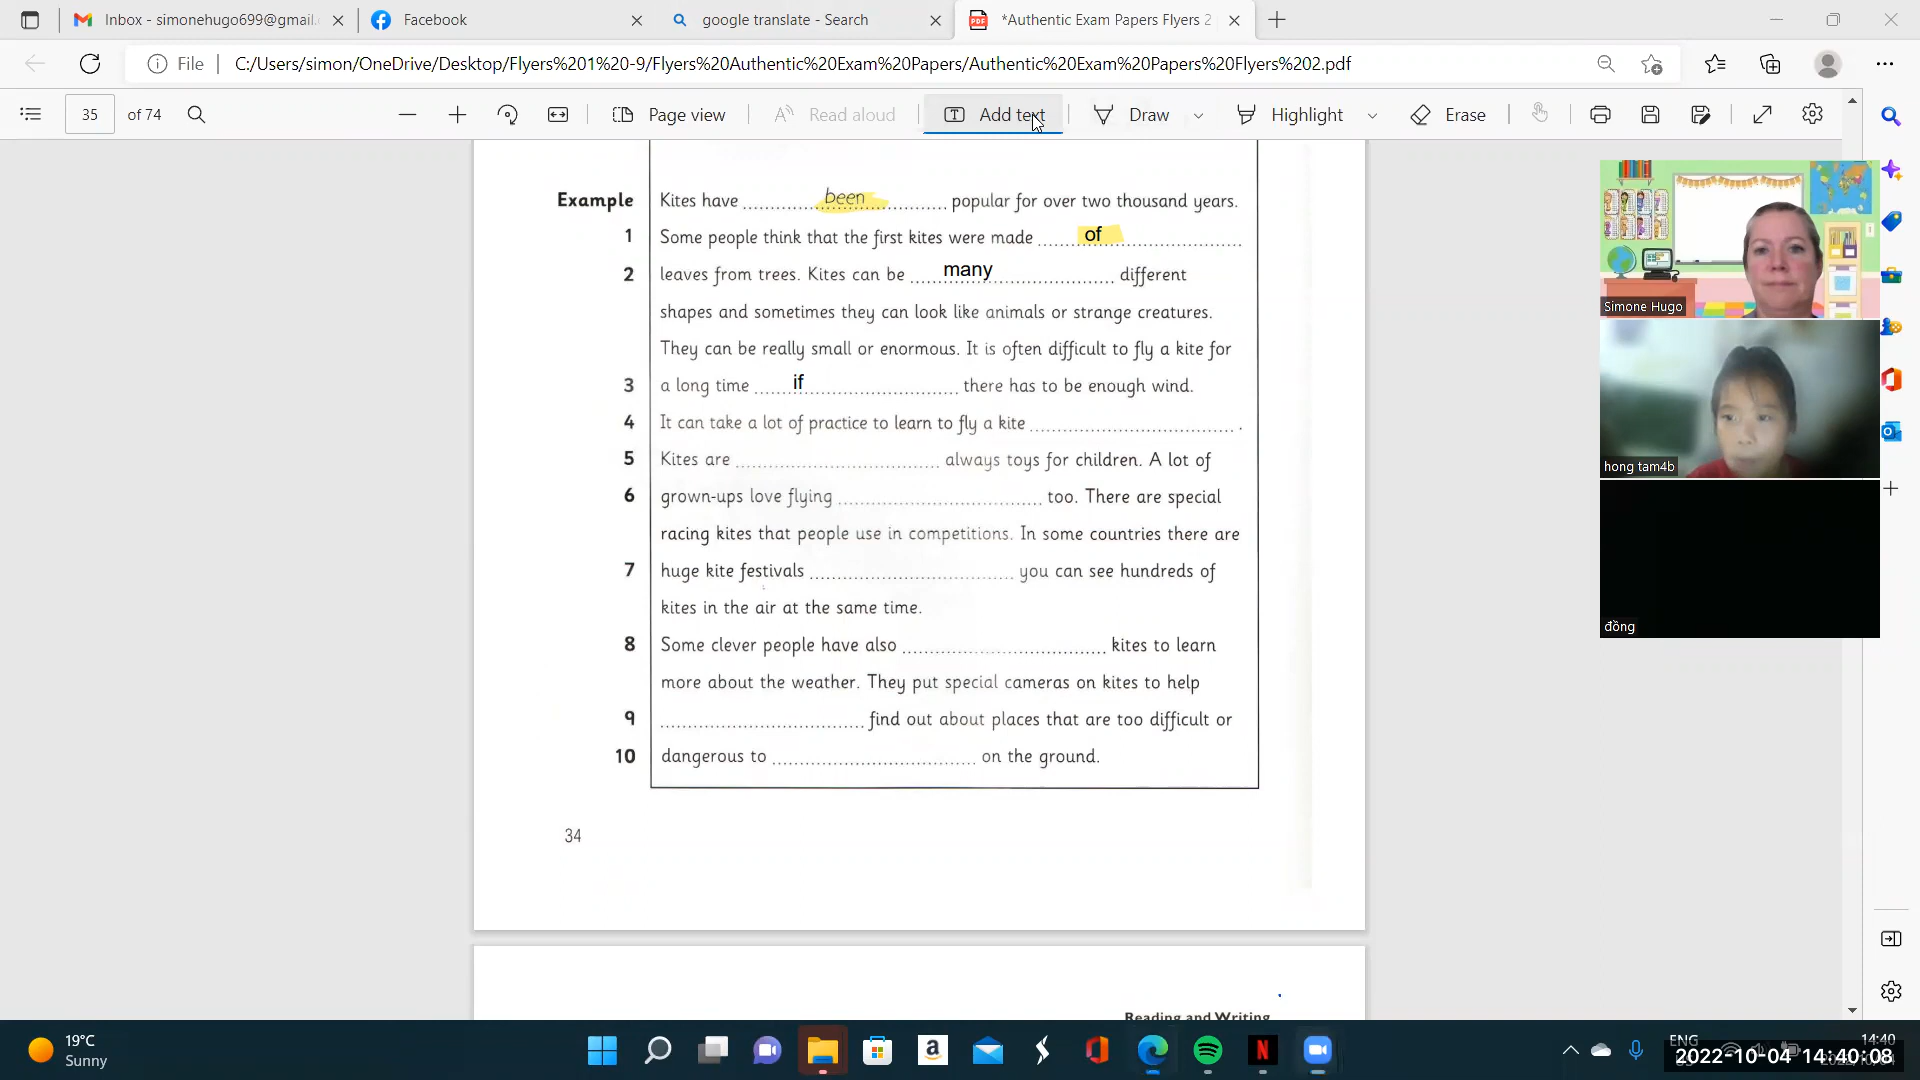 Inbox - simonehugo699@gmail.
Facebook
google translate - Search
*Authentic Exam Papers Flyers 2
File
C:/Users/simon/OneDrive/Desktop/Flyers%201%20-9/Flyers%20Authentic%20Exam%20Papers/Authentic%20Exam%20Papers%20Flyers%202.pdf
35 of 74
Page view
Read aloud
Add text
Draw
Highlight
Erase
Example Kites have been popular for over two thousand years.
1 Some people think that the first kites were made of
2 leaves from trees. Kites can be many different
shapes and sometimes they can look like animals or strange creatures.
They can be really small or enormous. It is often difficult to fly a kite for
3 a long time if there has to be enough wind.
4 It can take a lot of practice to learn to fly a kite .
5 Kites are always toys for children. A lot of
6 grown-ups love flying too. There are special
racing kites that people use in competitions. In some countries there are
7 huge kite festivals you can see hundreds of
kites in the air at the same time.
8 Some clever people have also kites to learn
more about the weather. They put special cameras on kites to help
9 find out about places that are too difficult or
10 dangerous to on the ground.
34
Reading and Writing
Simone Hugo
hong tam4b
đồng
19°C
Sunny
ENG
14:40
2022-10-04 14:40:08